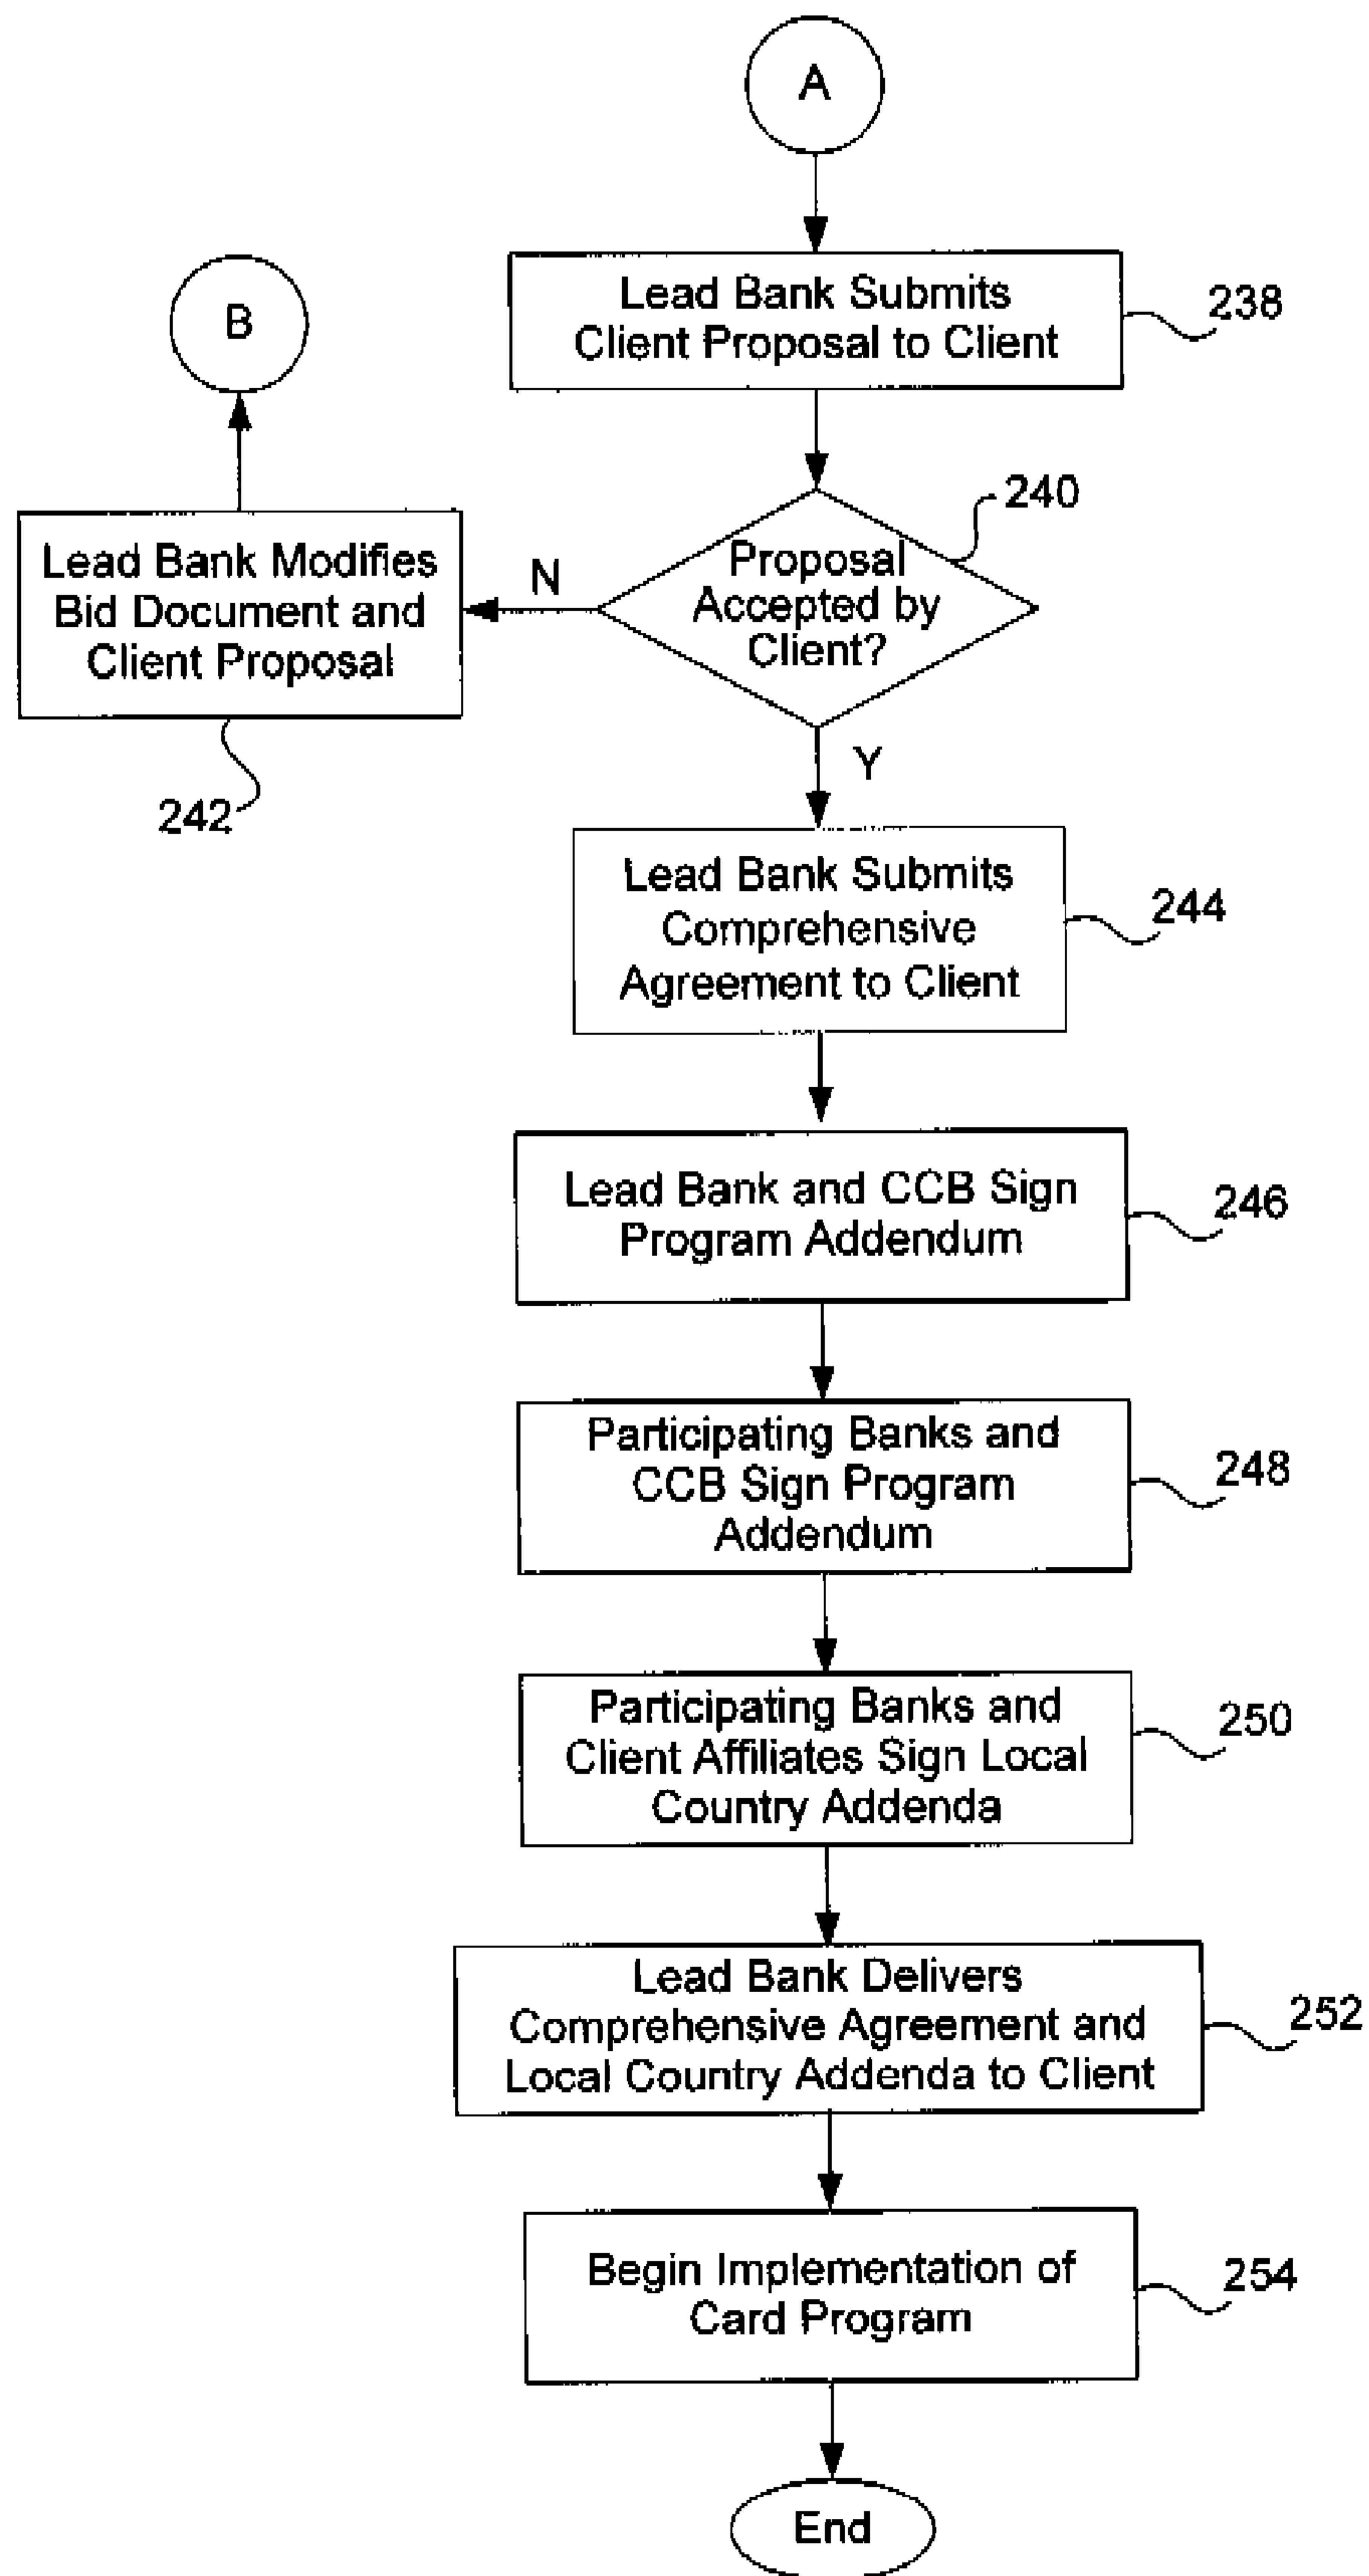 A
Lead Bank Submits
Client Proposal to Client
238
B
Proposal
Accepted by
Client?
240
N
Lead Bank Modifies
Bid Document and
Client Proposal
242
Y
Lead Bank Submits
Comprehensive
Agreement to Client
244
Lead Bank and CCB Sign
Program Addendum
246
Participating Banks and
CCB Sign Program
Addendum
248
Participating Banks and
Client Affiliates Sign Local
Country Addenda
250
Lead Bank Delivers
Comprehensive Agreement and
Local Country Addenda to Client
252
Begin Implementation of
Card Program
254
End